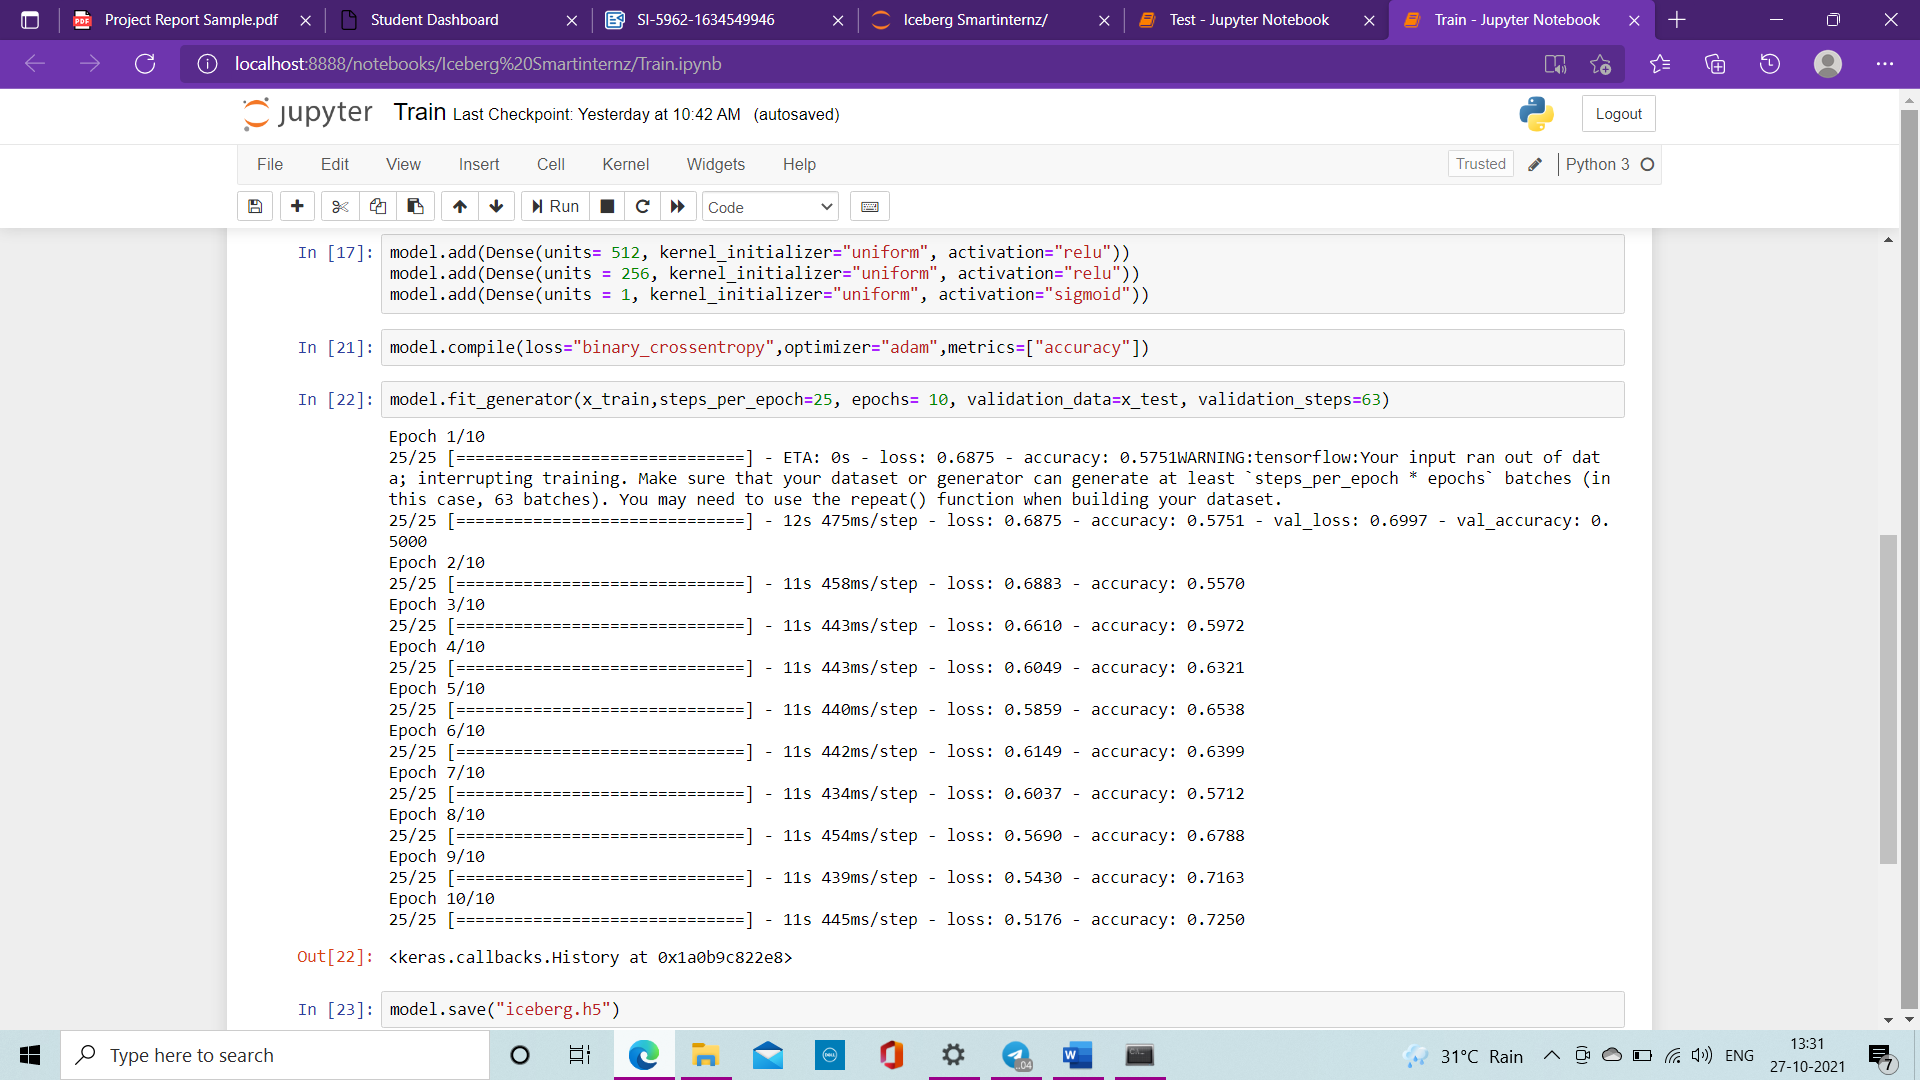 Project Report Sample.pdf
Student Dashboard
SI-5962-1634549946
Iceberg Smartinternz/
Test - Jupyter Notebook
Train - Jupyter Notebook
localhost:8888/notebooks/Iceberg%20Smartinternz/Train.ipynb
jupyter Train Last Checkpoint: Yesterday at 10:42 AM (autosaved)
Logout
File Edit View Insert Cell Kernel Widgets Help
Trusted
Python 3
Run
Code
In [17]: model.add(Dense(units= 512, kernel_initializer="uniform", activation="relu"))
model.add(Dense(units = 256, kernel_initializer="uniform", activation="relu"))
model.add(Dense(units = 1, kernel_initializer="uniform", activation="sigmoid"))
In [21]: model.compile(loss="binary_crossentropy",optimizer="adam",metrics=["accuracy"])
In [22]: model.fit_generator(x_train,steps_per_epoch=25, epochs= 10, validation_data=x_test, validation_steps=63)
Epoch 1/10
25/25 [==============================] - ETA: 0s - loss: 0.6875 - accuracy: 0.5751WARNING:tensorflow:Your input ran out of dat
a; interrupting training. Make sure that your dataset or generator can generate at least `steps_per_epoch * epochs` batches (in
this case, 63 batches). You may need to use the repeat() function when building your dataset.
25/25 [==============================] - 12s 475ms/step - loss: 0.6875 - accuracy: 0.5751 - val_loss: 0.6997 - val_accuracy: 0.
5000
Epoch 2/10
25/25 [==============================] - 11s 458ms/step - loss: 0.6883 - accuracy: 0.5570
Epoch 3/10
25/25 [==============================] - 11s 443ms/step - loss: 0.6610 - accuracy: 0.5972
Epoch 4/10
25/25 [==============================] - 11s 443ms/step - loss: 0.6049 - accuracy: 0.6321
Epoch 5/10
25/25 [==============================] - 11s 440ms/step - loss: 0.5859 - accuracy: 0.6538
Epoch 6/10
25/25 [==============================] - 11s 442ms/step - loss: 0.6149 - accuracy: 0.6399
Epoch 7/10
25/25 [==============================] - 11s 434ms/step - loss: 0.6037 - accuracy: 0.5712
Epoch 8/10
25/25 [==============================] - 11s 454ms/step - loss: 0.5690 - accuracy: 0.6788
Epoch 9/10
25/25 [==============================] - 11s 439ms/step - loss: 0.5430 - accuracy: 0.7163
Epoch 10/10
25/25 [==============================] - 11s 445ms/step - loss: 0.5176 - accuracy: 0.7250
Out[22]: <keras.callbacks.History at 0x1a0b9c822e8>
In [23]: model.save("iceberg.h5")
Type here to search
31°C Rain
ENG
13:31
27-10-2021
7